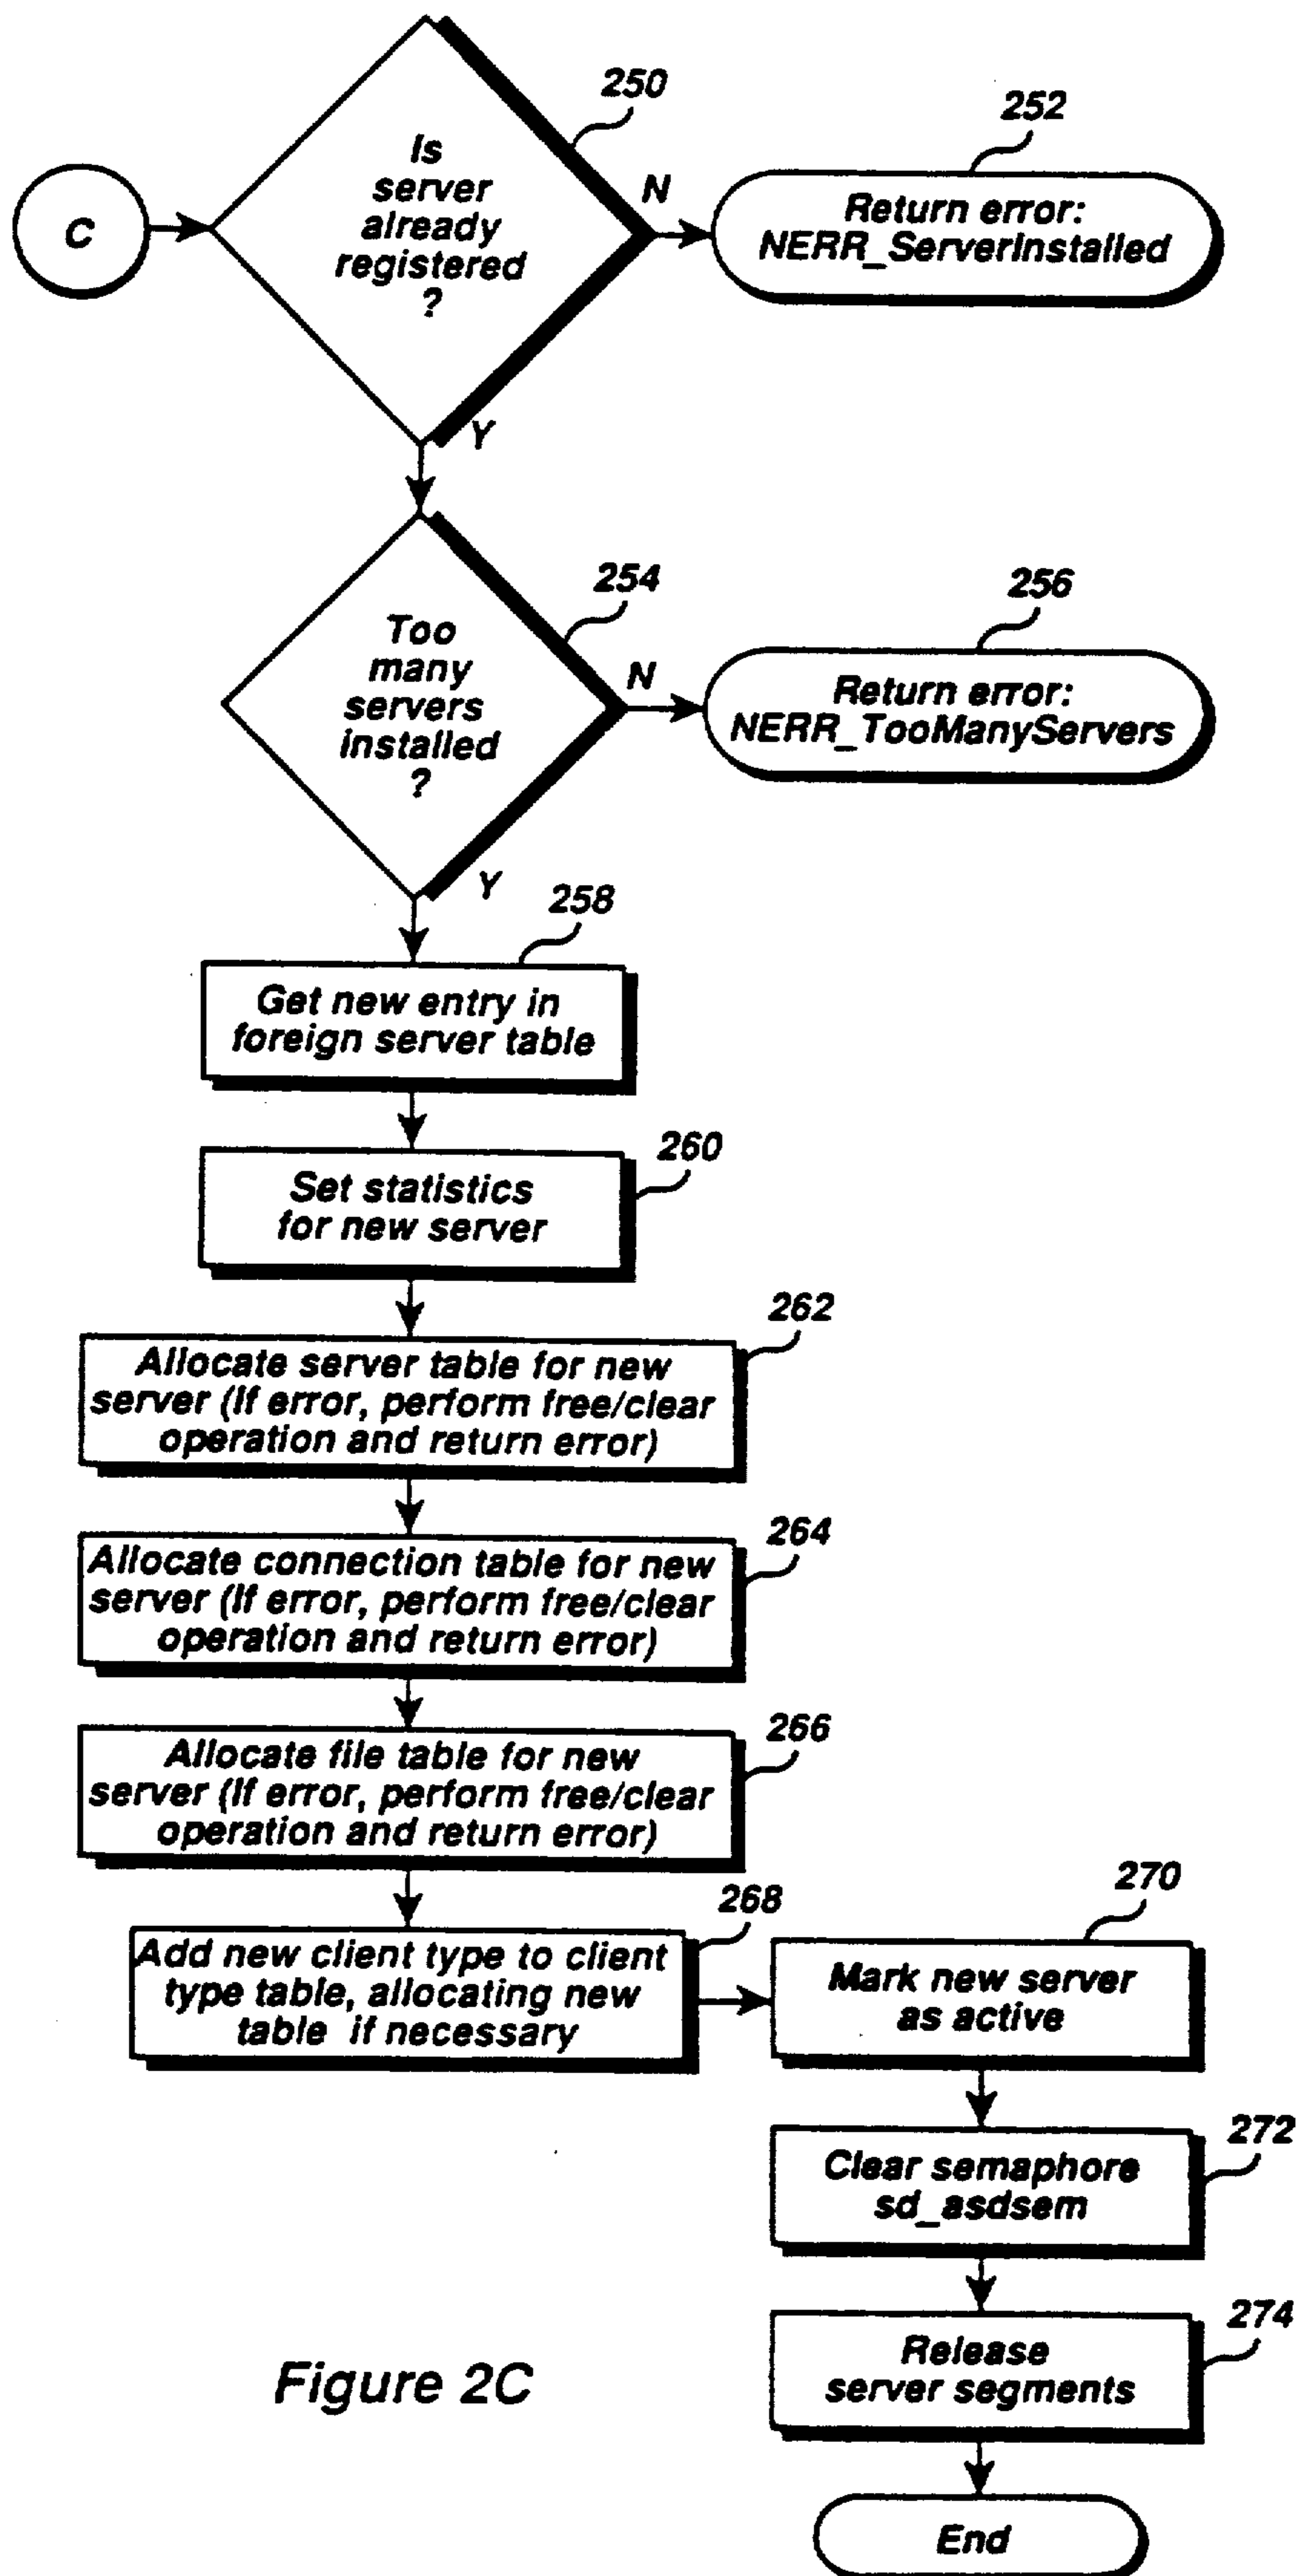 250
252
Is
server
already
registered
?
C
N
Return error:
NERR_ServerInstalled
Y
254
256
Too
many
servers
installed
?
N
Return error:
NERR_TooManyServers
Y
258
Get new entry in
foreign server table
260
Set statistics
for new server
262
Allocate server table for new
server (If error, perform free/clear
operation and return error)
264
Allocate connection table for new
server (If error, perform free/clear
operation and return error)
266
Allocate file table for new
server (If error, perform free/clear
operation and return error)
268
Add new client type to client
type table, allocating new
table if necessary
270
Mark new server
as active
272
Clear semaphore
sd_asdsem
274
Release
server segments
End
Figure 2C